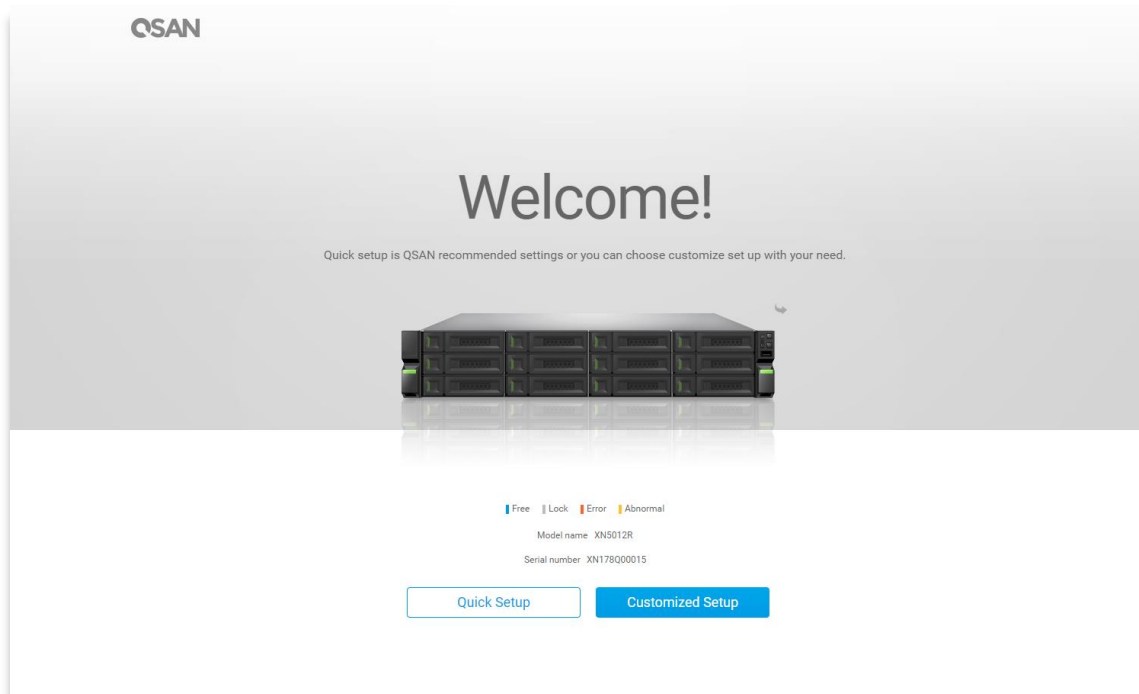 QSAN
Welcome!
Quick setup is QSAN recommended settings or you can choose customize set up with your need.
Free Lock Error Abnormal
Model name XN5012R
Serial number XN178Q00015
Quick Setup Customized Setup